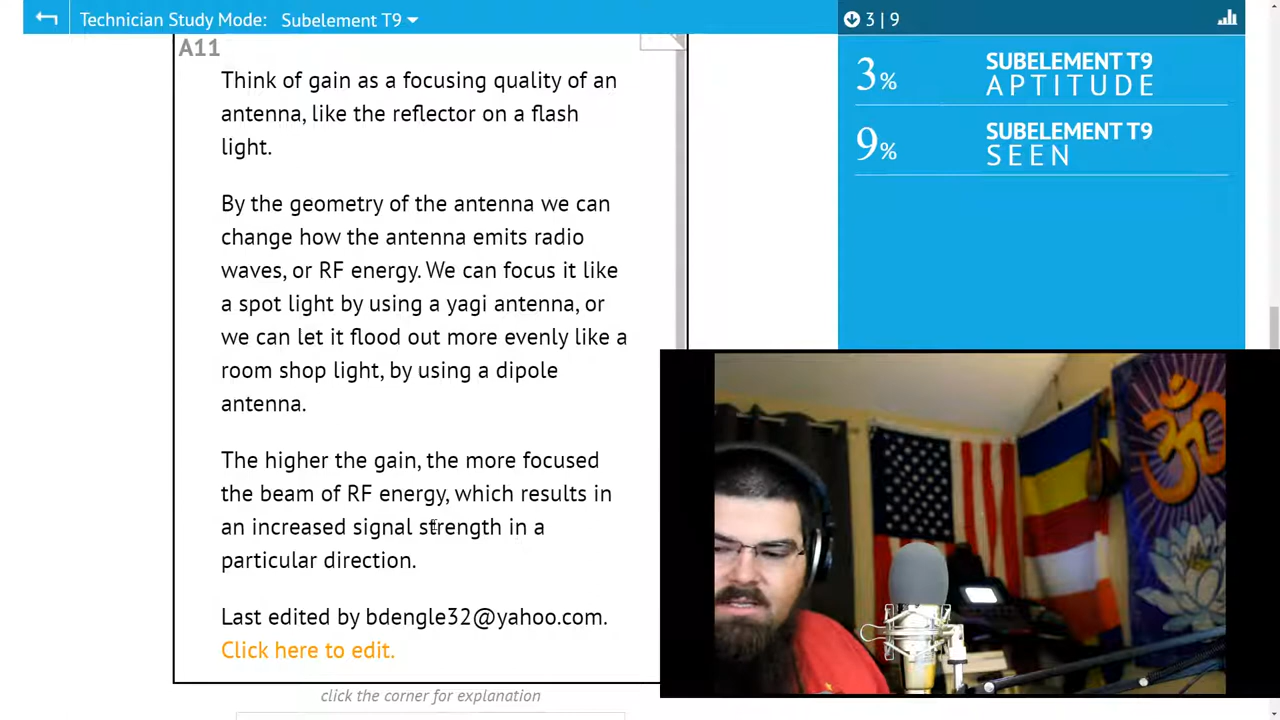 Technician Study Mode: Subelement T9
3 | 9
A11
Think of gain as a focusing quality of an
antenna, like the reflector on a flash
light.
By the geometry of the antenna we can
change how the antenna emits radio
waves, or RF energy. We can focus it like
a spot light by using a yagi antenna, or
we can let it flood out more evenly like a
room shop light, by using a dipole
antenna.
The higher the gain, the more focused
the beam of RF energy, which results in
an increased signal strength in a
particular direction.
Last edited by bdengle32@yahoo.com.
Click here to edit.
click the corner for explanation
3% SUBELEMENT T9
APTITUDE
9% SUBELEMENT T9
SEEN
ॐ